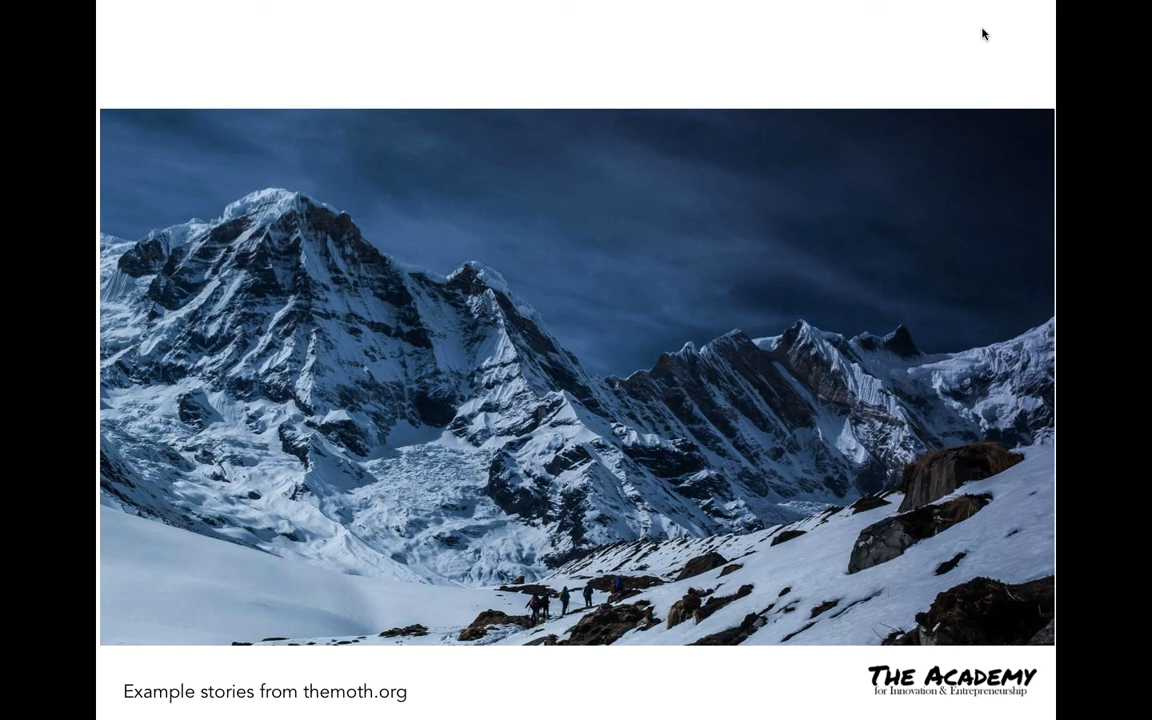 Example stories from themoth.org
The Academy
for Innovation & Entrepreneurship